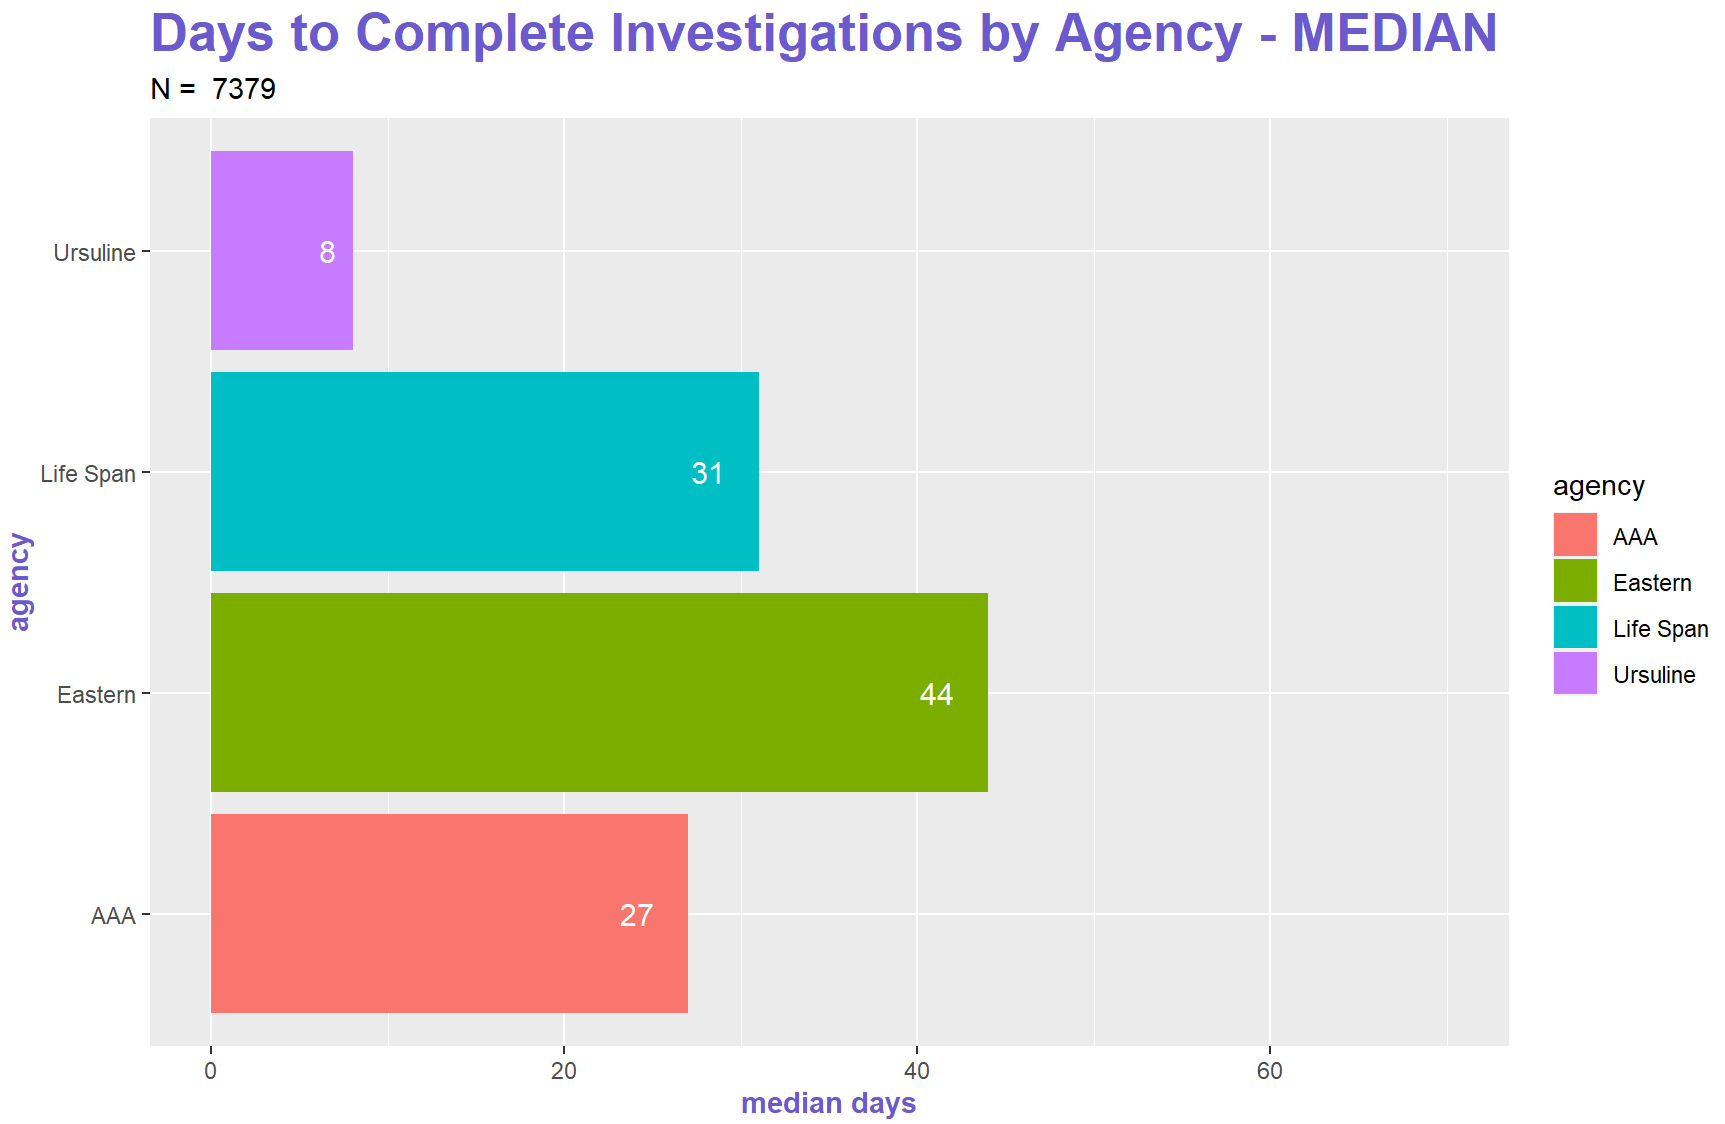 Days to Complete Investigations by Agency - MEDIAN
N =  7379
agency
Ursuline
Life Span
Eastern
AAA
8
31
44
27
0
20
40
60
median days
agency
AAA
Eastern
Life Span
Ursuline